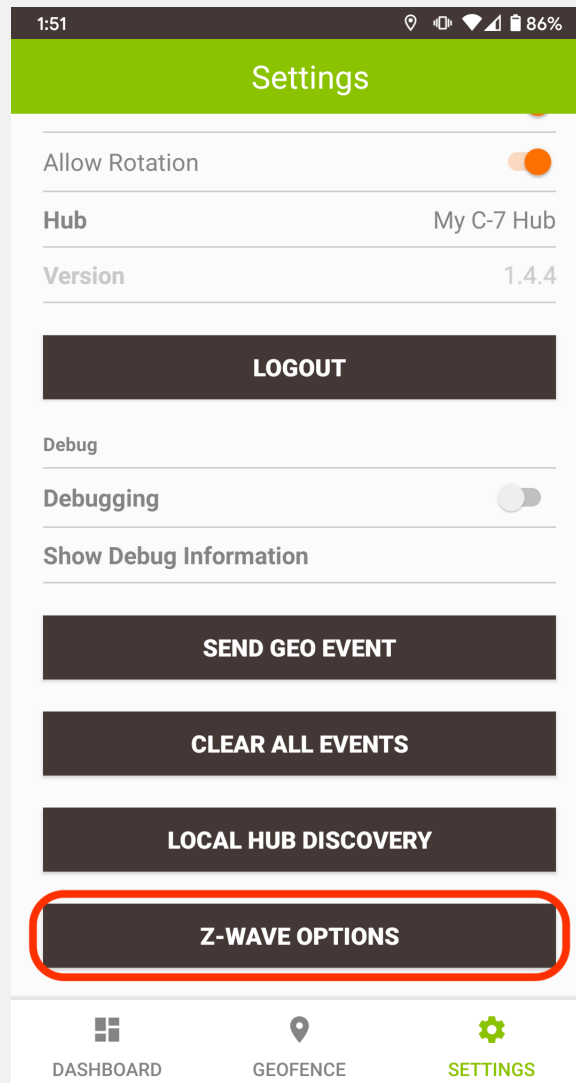 1:51 86%
Settings
Allow Rotation
Hub My C-7 Hub
Version 1.4.4
LOGOUT
Debug
Debugging
Show Debug Information
SEND GEO EVENT
CLEAR ALL EVENTS
LOCAL HUB DISCOVERY
Z-WAVE OPTIONS
DASHBOARD GEOFENCE SETTINGS